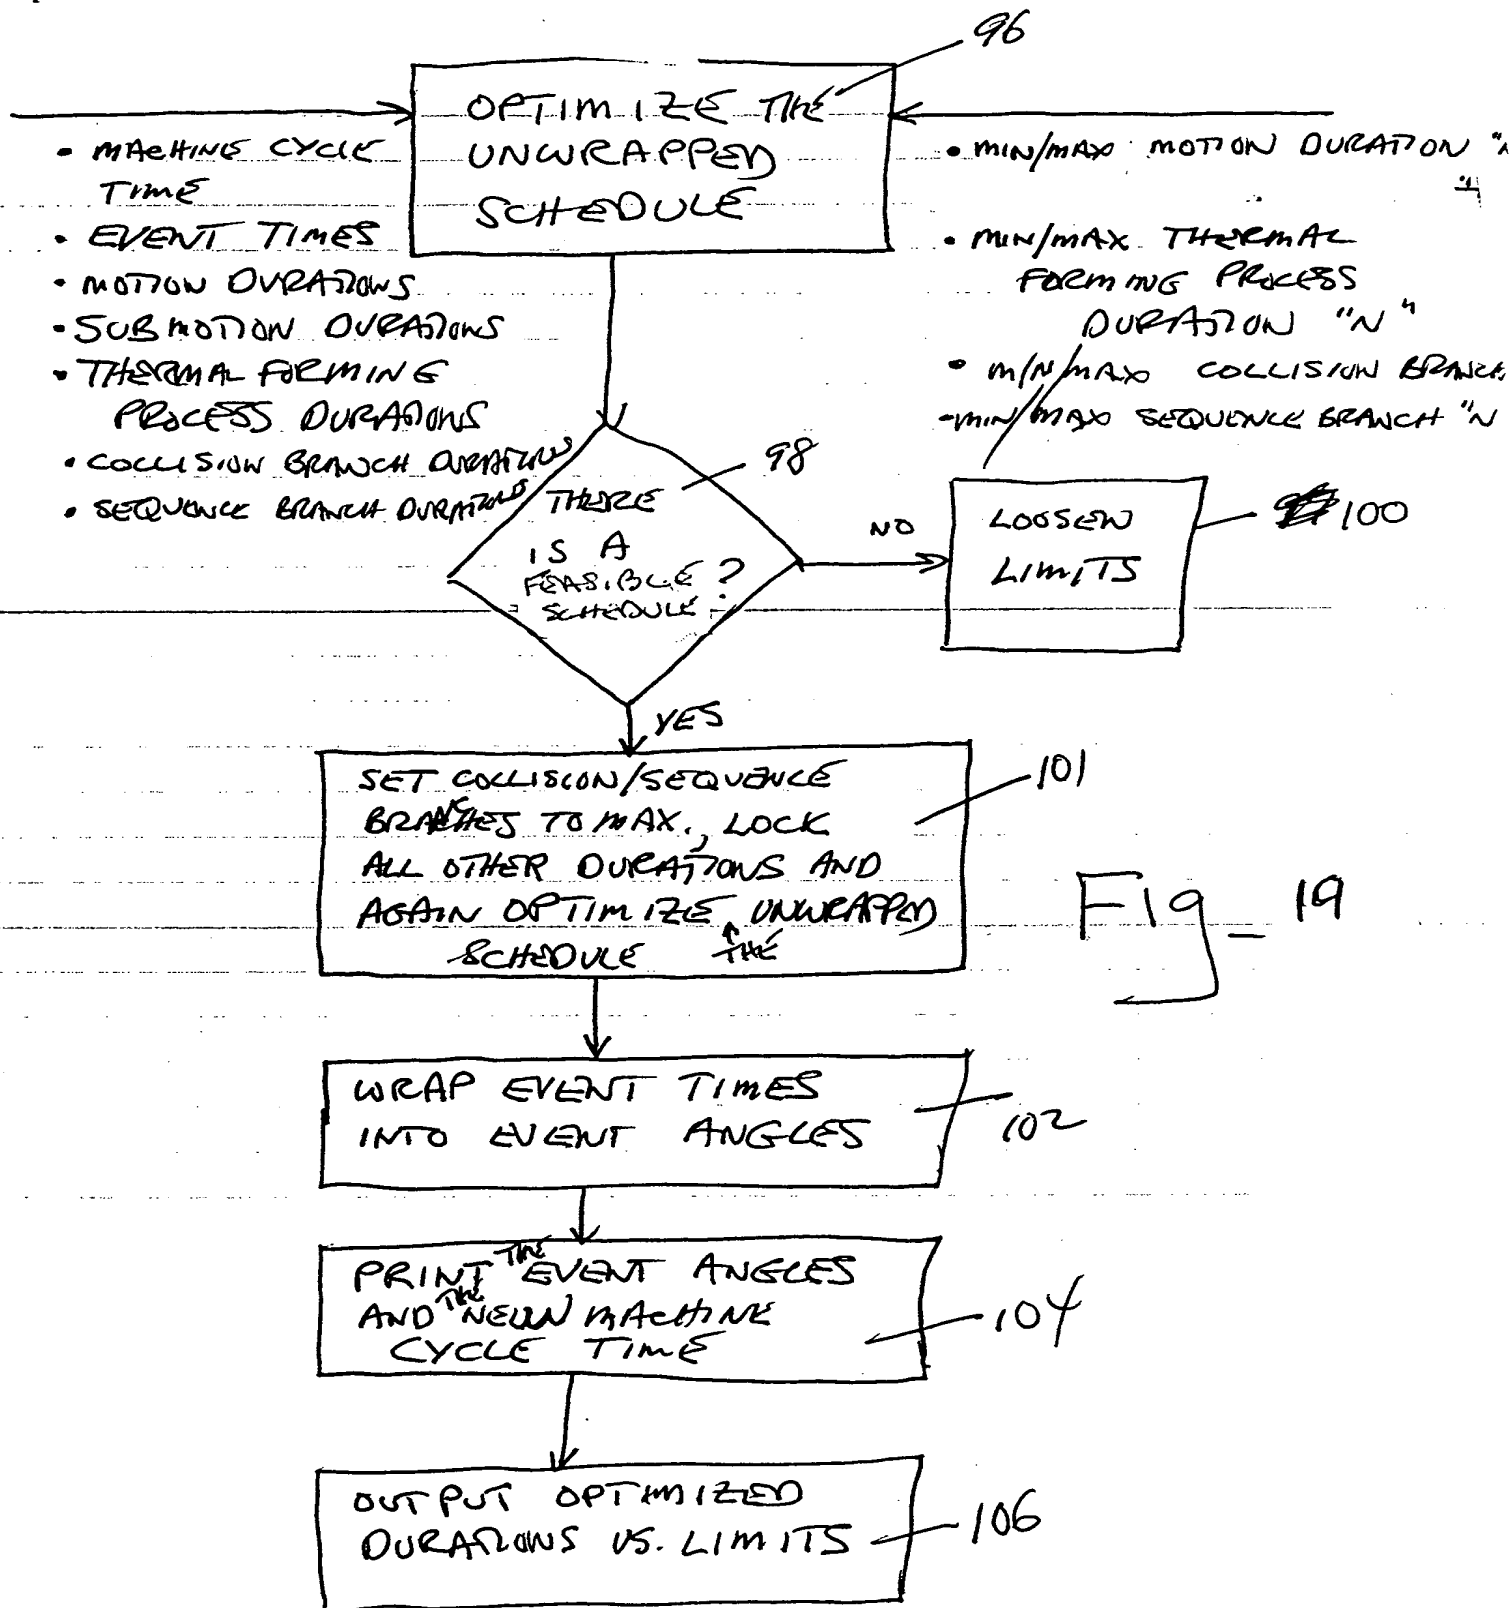 96
OPTIMIZE THE
UNWRAPPED
SCHEDULE
• MACHINE CYCLE
TIME
• EVENT TIMES
• MOTION DURATIONS
• SUBMOTION DURATIONS
• THERMAL FORMING
PROCESS DURATIONS
• COLLISION BRANCH DURATIONS
• SEQUENCE BRANCH DURATIONS
• MIN/MAX MOTION DURATION "
• MIN/MAX THERMAL
FORMING PROCESS
DURATION "N"
• MIN/MAX COLLISION BRANCH
-MIN/MAX SEQUENCE BRANCH "N
98
THERE
IS A
FEASIBLE ?
SCHEDULE
NO
LOOSEN
LIMITS
100
YES
SET COLLISION/SEQUENCE
BRANCHES TO MAX., LOCK
ALL OTHER DURATIONS AND
AGAIN OPTIMIZE THE UNWRAPPED
SCHEDULE
101
Fig_ 19
WRAP EVENT TIMES
INTO EVENT ANGLES
102
PRINT THE EVENT ANGLES
AND THE NEW MACHINE
CYCLE TIME
104
OUTPUT OPTIMIZED
DURATIONS VS. LIMITS
106